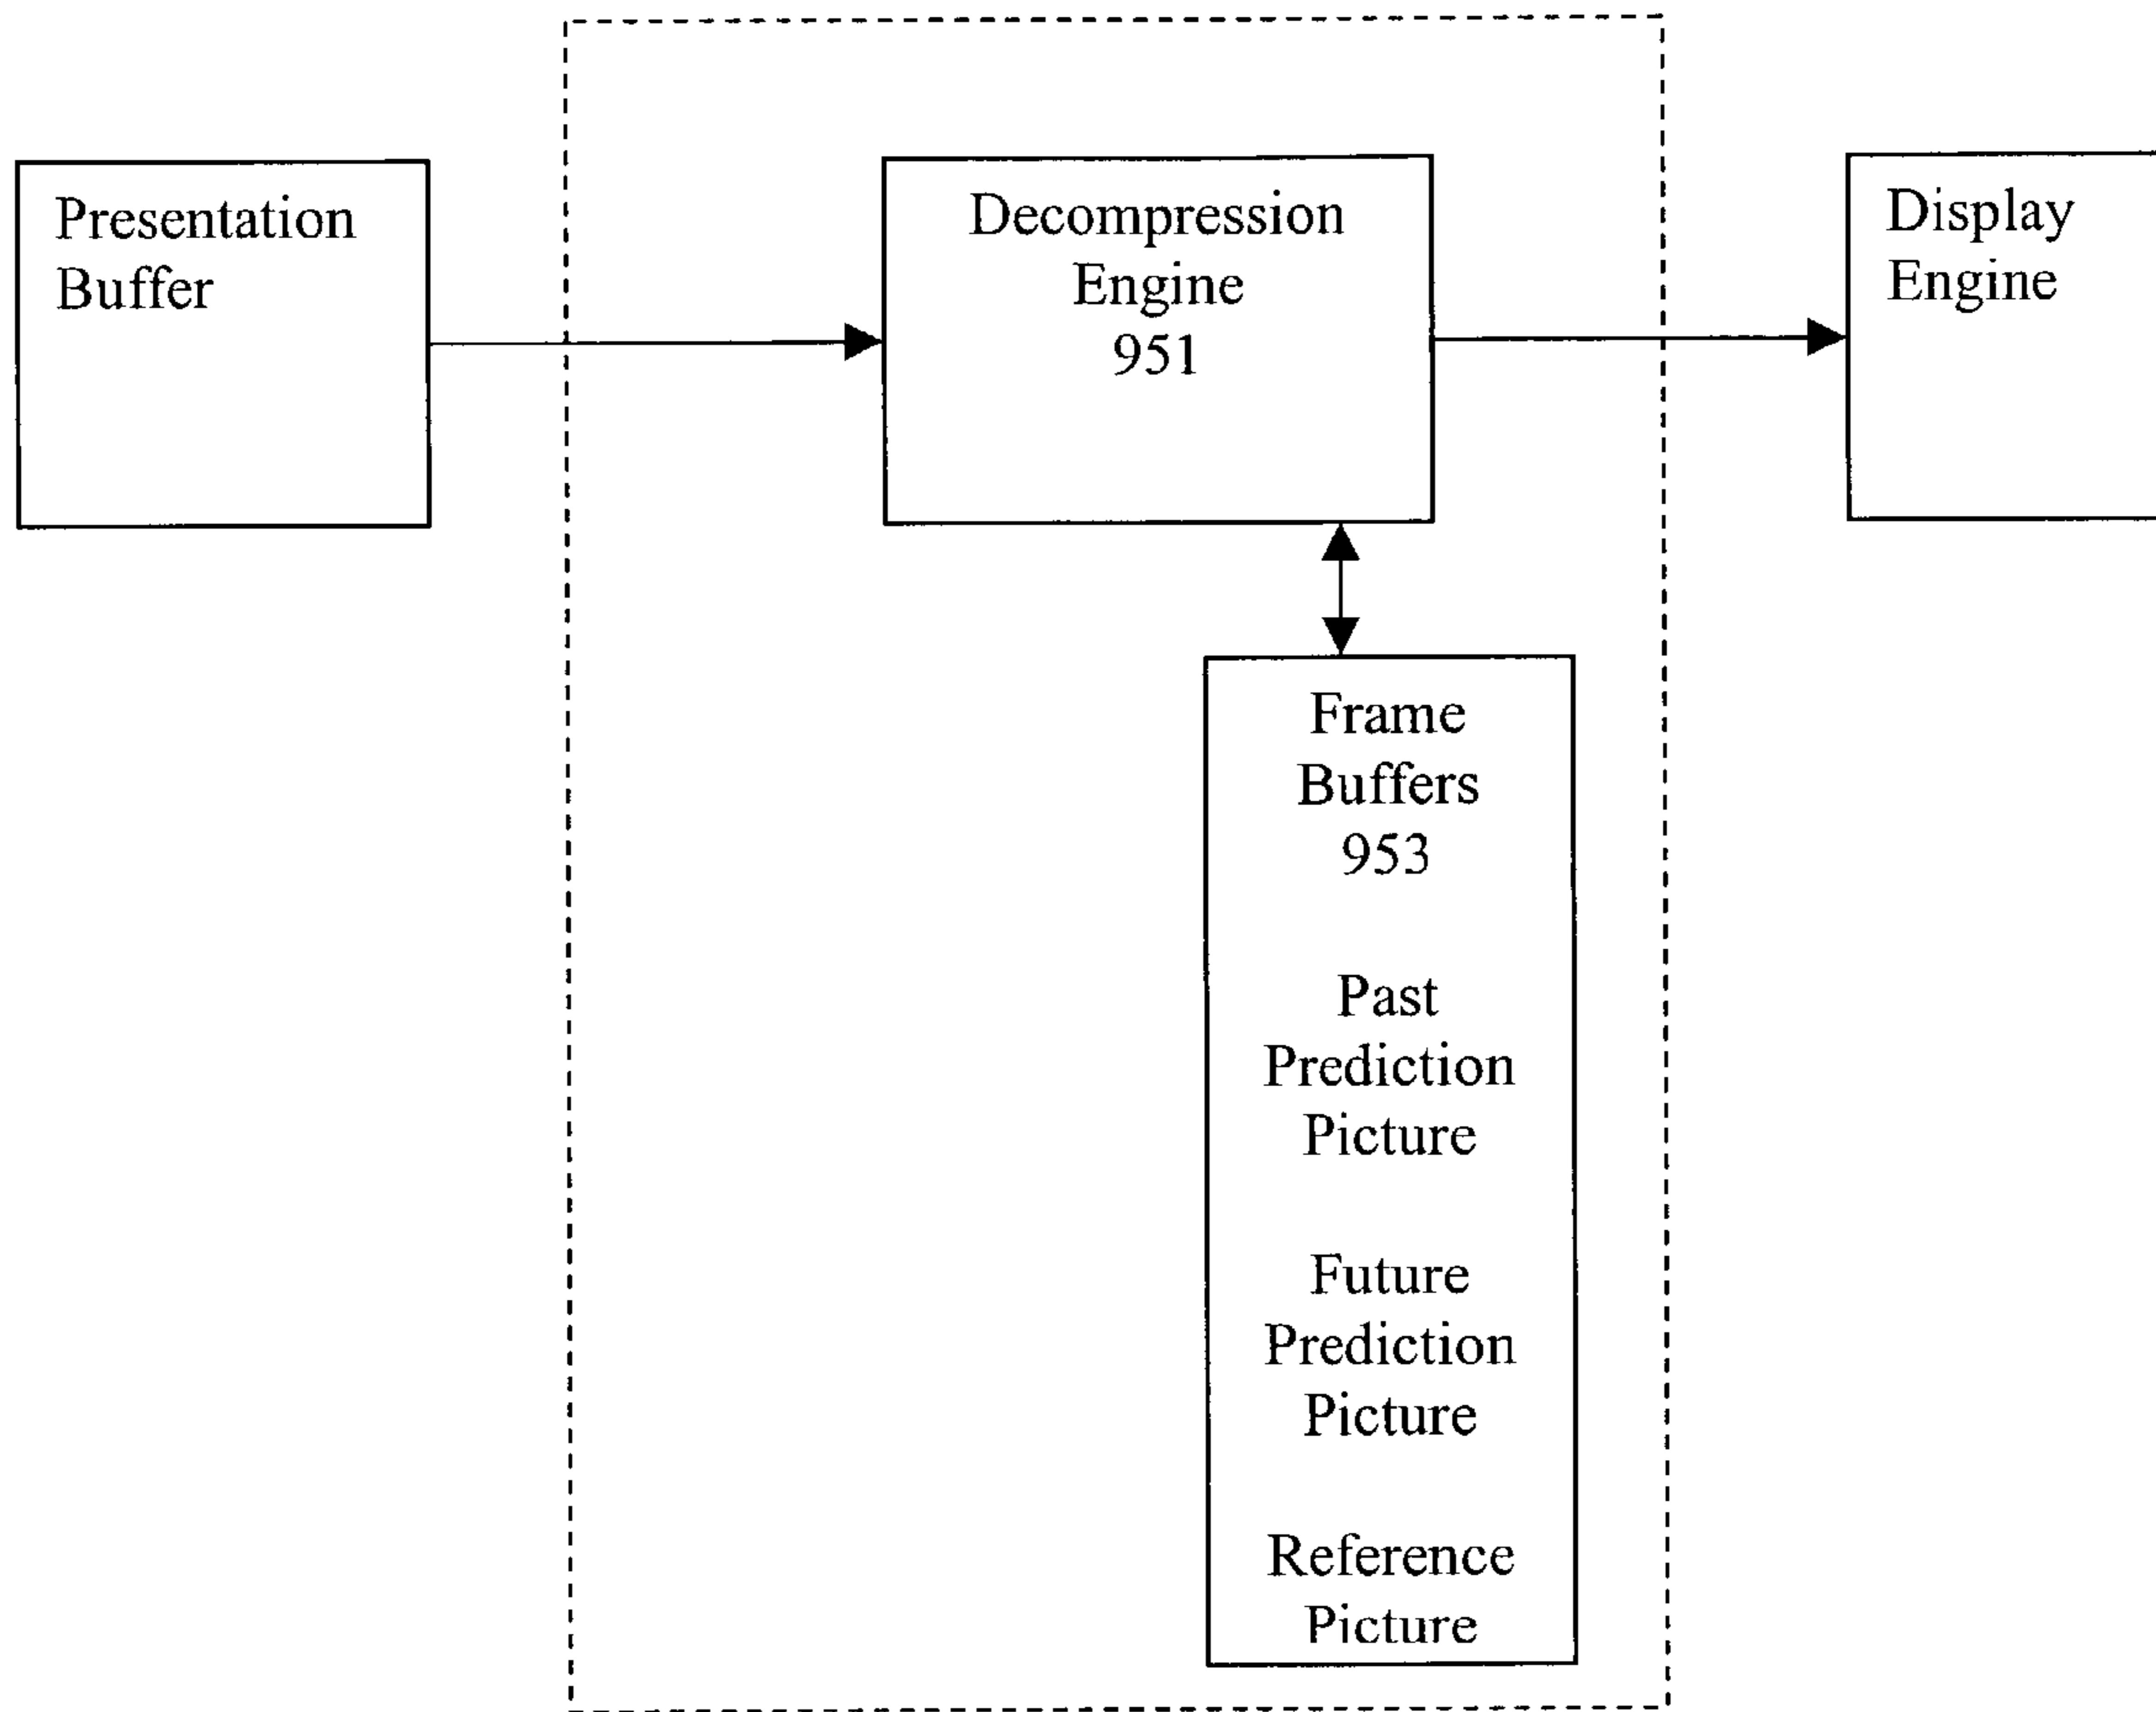 Presentation
Buffer
Decompression
Engine
951
Display
Engine
Frame
Buffers
953
Past
Prediction
Picture
Future
Prediction
Picture
Reference
Picture